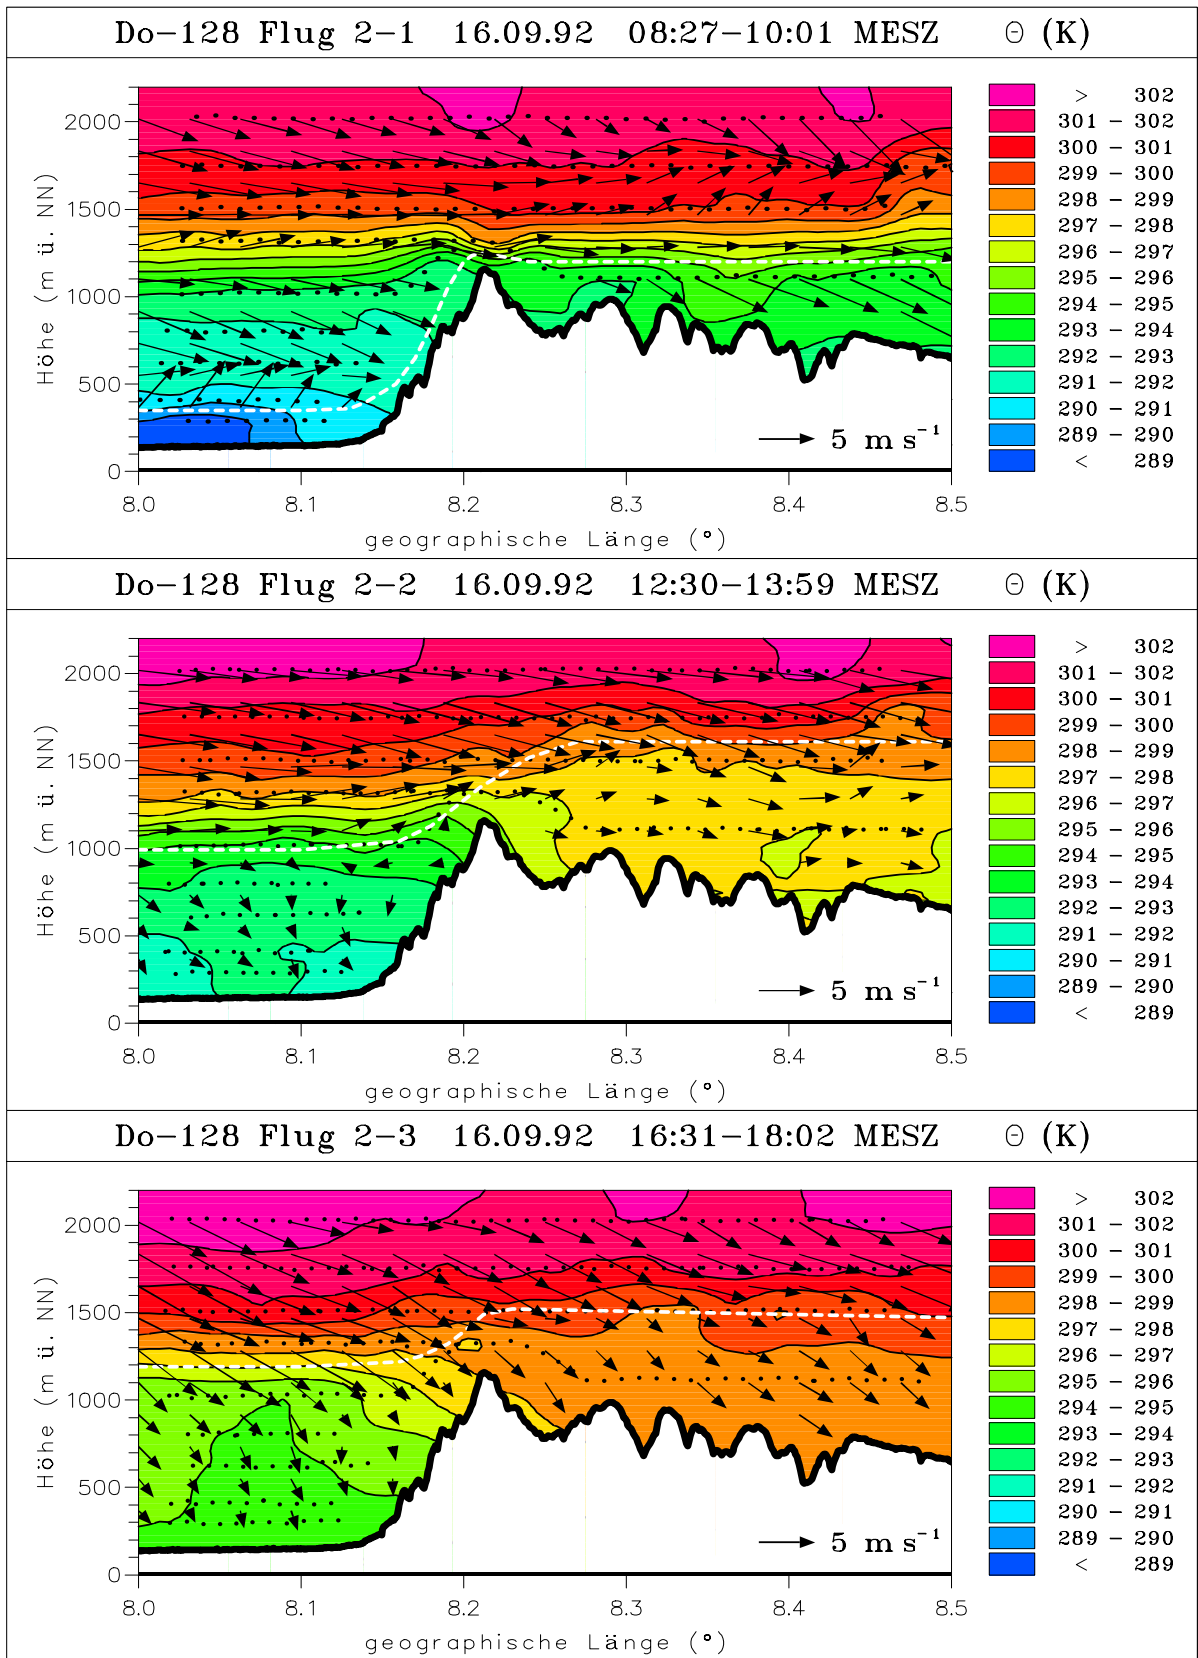 Do-128 Flug 2-1 16.09.92 08:27-10:01 MESZ Θ (K)
Höhe (m ü. NN)
2000
1500
1000
500
0
8.0 8.1 8.2 8.3 8.4 8.5
geographische Länge (°)
5 m s⁻¹
> 302
301 - 302
300 - 301
299 - 300
298 - 299
297 - 298
296 - 297
295 - 296
294 - 295
293 - 294
292 - 293
291 - 292
290 - 291
289 - 290
< 289
Do-128 Flug 2-2 16.09.92 12:30-13:59 MESZ Θ (K)
Höhe (m ü. NN)
2000
1500
1000
500
0
8.0 8.1 8.2 8.3 8.4 8.5
geographische Länge (°)
5 m s⁻¹
> 302
301 - 302
300 - 301
299 - 300
298 - 299
297 - 298
296 - 297
295 - 296
294 - 295
293 - 294
292 - 293
291 - 292
290 - 291
289 - 290
< 289
Do-128 Flug 2-3 16.09.92 16:31-18:02 MESZ Θ (K)
Höhe (m ü. NN)
2000
1500
1000
500
0
8.0 8.1 8.2 8.3 8.4 8.5
geographische Länge (°)
5 m s⁻¹
> 302
301 - 302
300 - 301
299 - 300
298 - 299
297 - 298
296 - 297
295 - 296
294 - 295
293 - 294
292 - 293
291 - 292
290 - 291
289 - 290
< 289